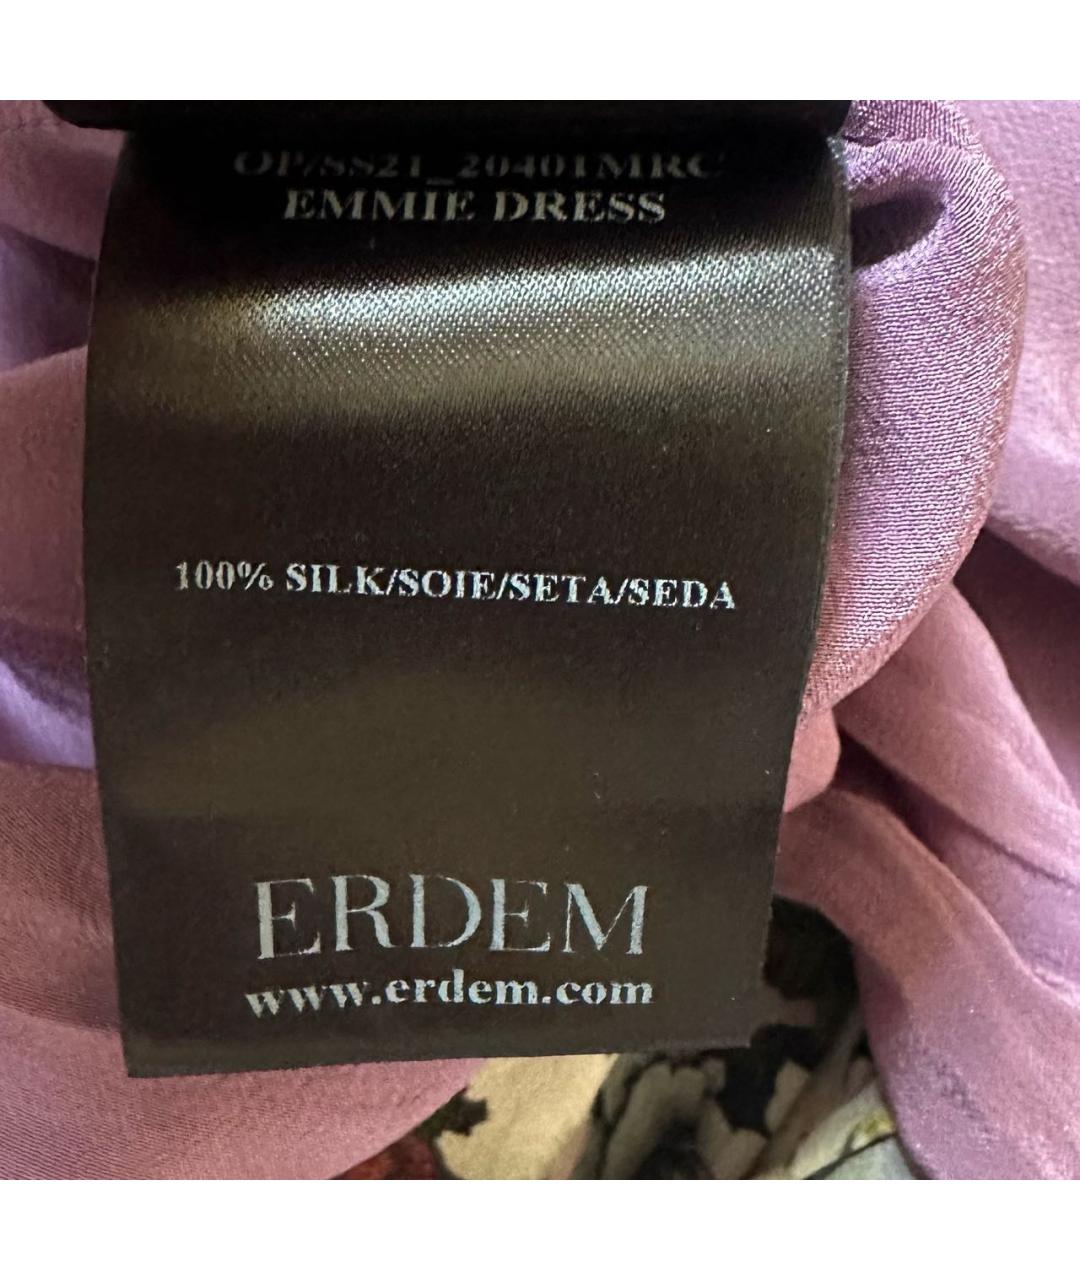 OP/SS21_20401MRC
EMMIE DRESS
100% SILK/SOIE/SETA/SEDA
ERDEM
www.erdem.com